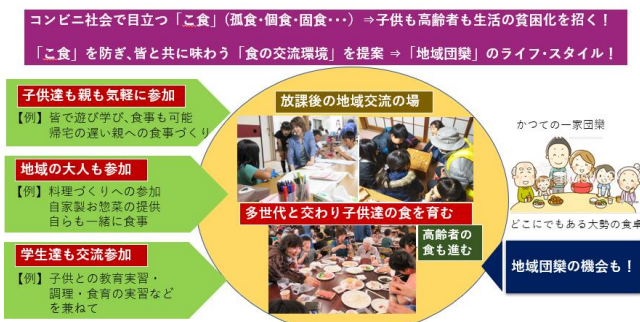 コンビニ社会で目立つ「こ食」(孤食・個食・固食・・・) ⇒子供も高齢者も生活の貧困化を招く!
「こ食」を防ぎ、皆と共に味わう「食の交流環境」を提案 ⇒「地域団欒」のライフ・スタイル!
子供達も親も気軽に参加
【例】皆で遊び学び、食事も可能
帰宅の遅い親への食事づくり
地域の大人も参加
【例】料理づくりへの参加
自家製お惣菜の提供
自らも一緒に食事
学生達も交流参加
【例】子供との教育実習・
調理・食育の実習など
を兼ねて
放課後の地域交流の場
多世代と交わり子供達の食を育む
高齢者の
食も進む
かつての一家団欒
どこにでもある大勢の食卓
地域団欒の機会も!